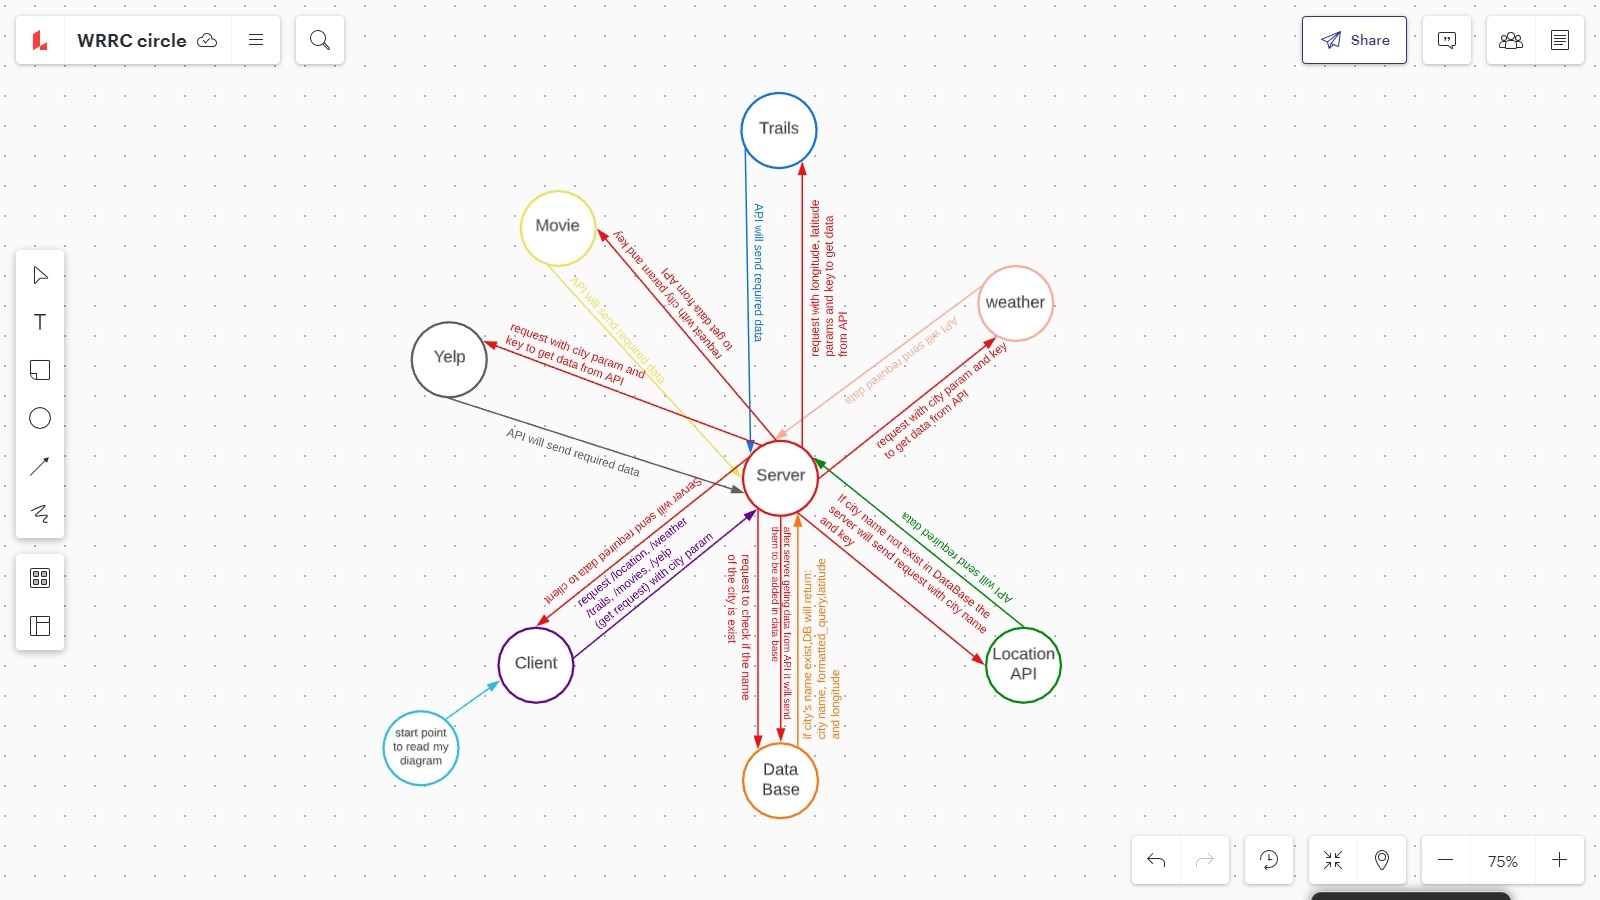 WRRC circle
Share
Trails
Movie
weather
Yelp
Server
Client
Location
API
start point
to read my
diagram
Data
Base
API will send required data
request with longitude, latitude
params and key to get data
from API
request with city param and key
to get data from API
API will send required data
request with city param and
key to get data from API
API will send required data
API will send required data
request with city param and key
to get data from API
Server will send required data to client
request /location, /weather
/trails, /movies, /yelp
(get request) with city param
request to check if the name
of the city is exist
after server geting data from API it will send
them to be added in data base
if city's name exist,DB will return:
city name, formatted_query,latitude
and longitude
If city name not exist in DataBase the
server will send request with city name
and key
API will send required data
75%